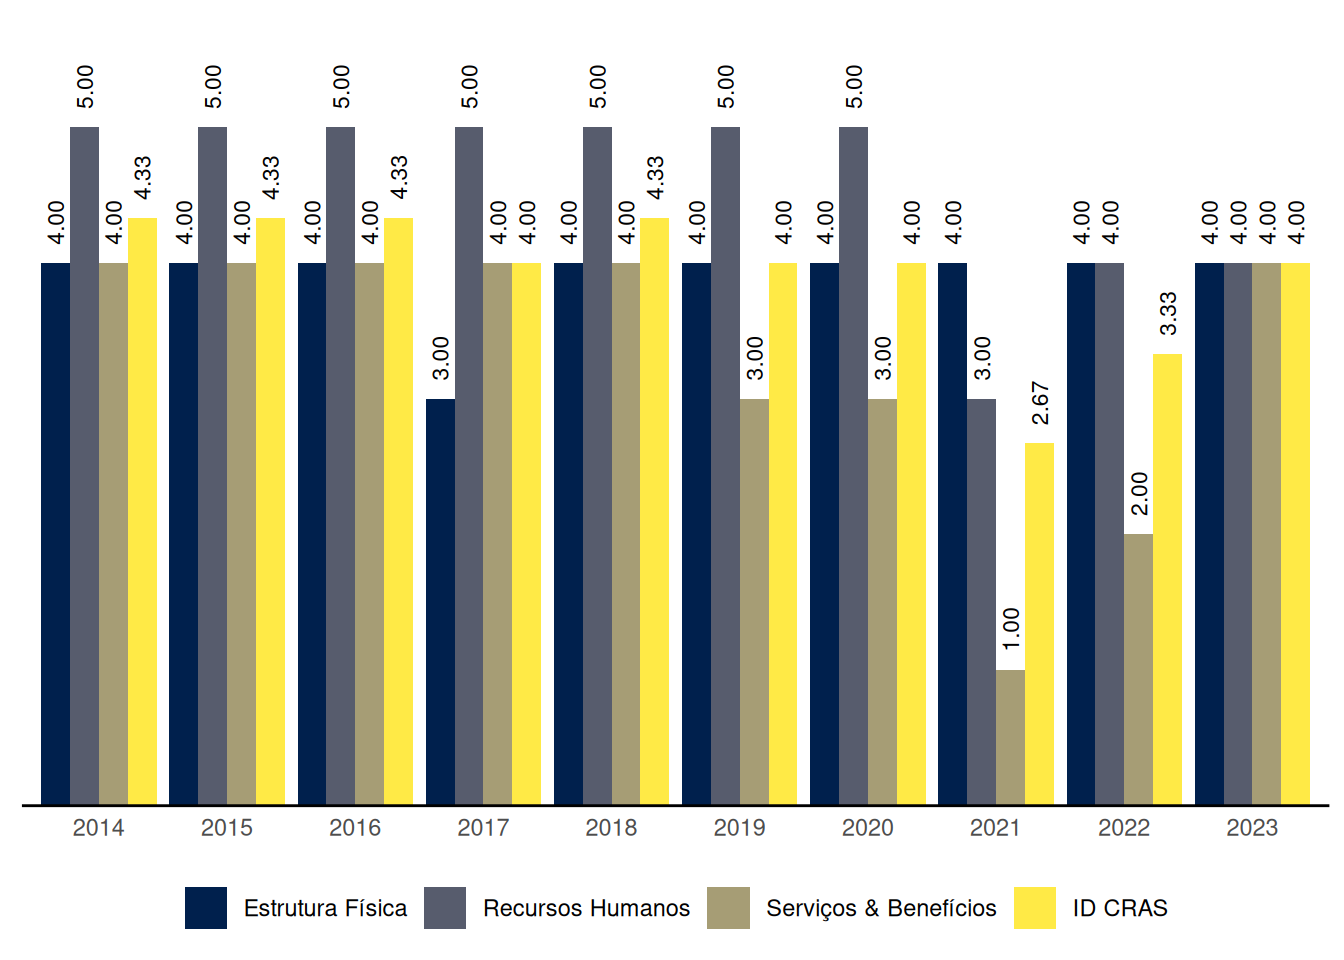 5.00 5.00 5.00 5.00 5.00 5.00 5.00
4.33 4.33 4.33 4.33
4.00 4.00 4.00 4.00 4.00 4.00 4.00 4.00 4.00 4.00 4.00 4.00 4.00 4.00 4.00 4.00 4.00 4.00 4.00 4.00 4.00 4.00 4.00
3.33
3.00 3.00 3.00 3.00
2.67
2.00
1.00
2014 2015 2016 2017 2018 2019 2020 2021 2022 2023
Estrutura Física Recursos Humanos Serviços & Benefícios ID CRAS